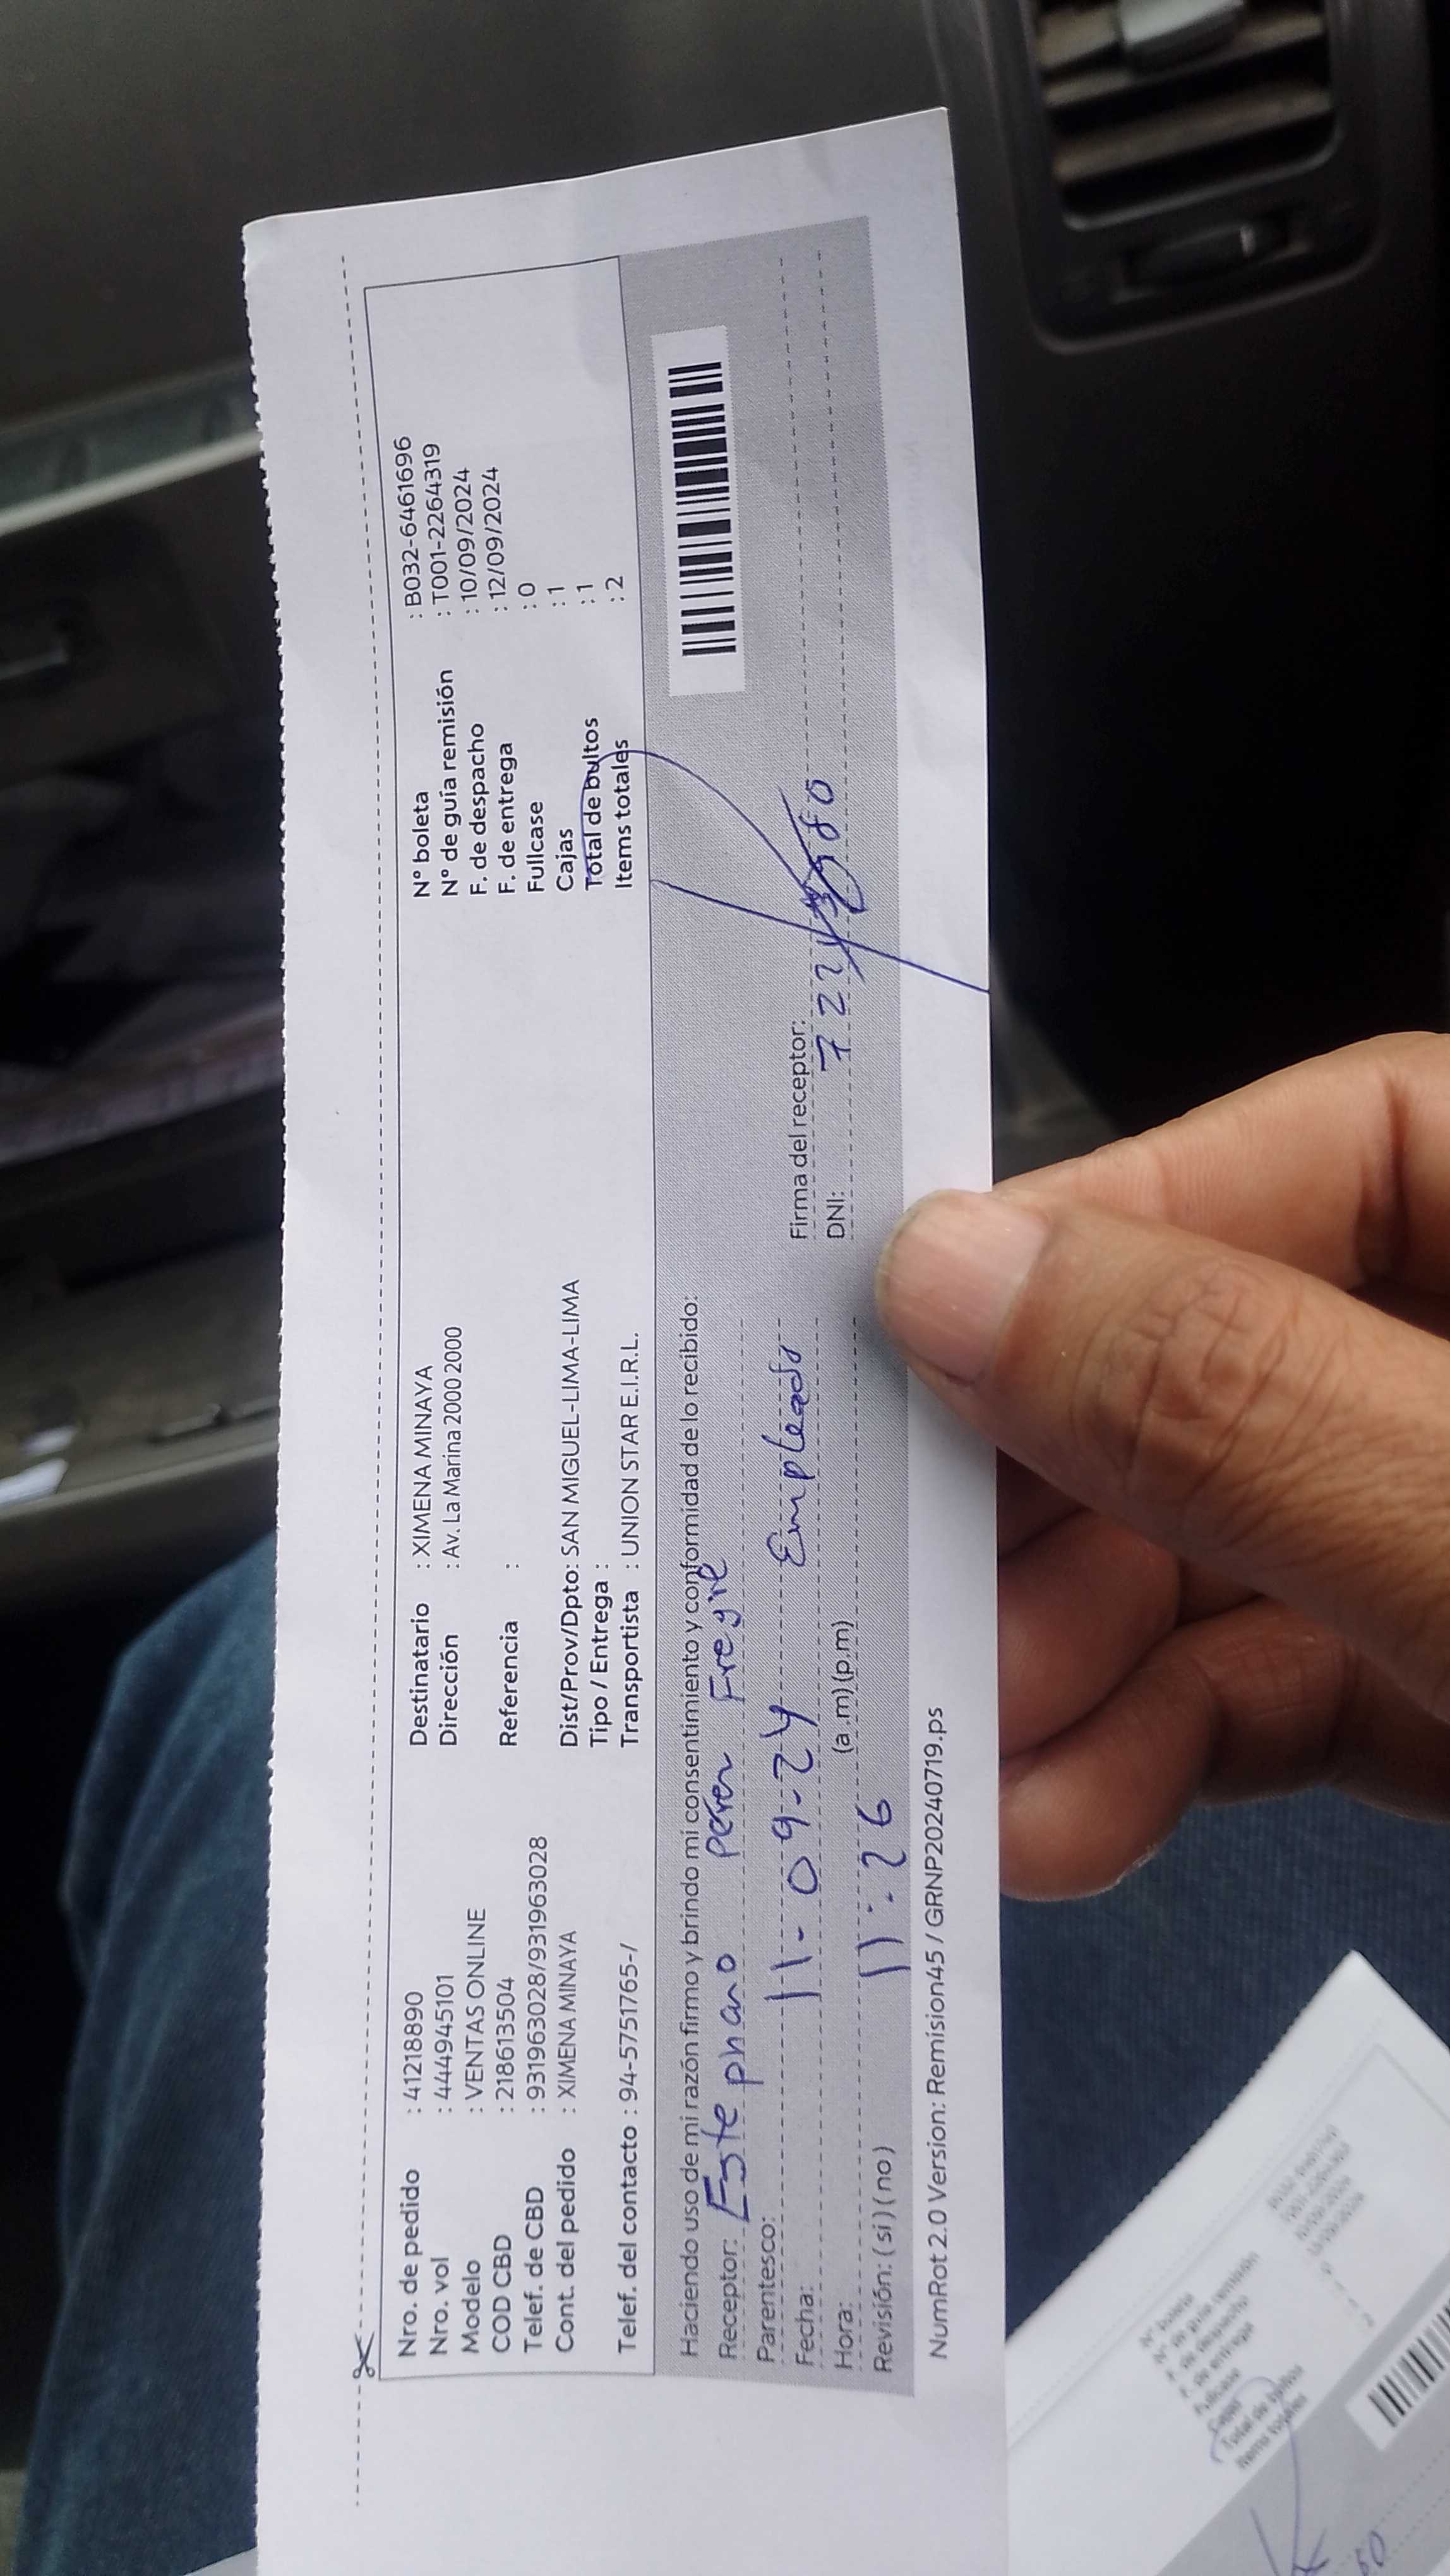 Nro. de pedido : 41218890
Nro. vol : 444945101
Modelo : VENTAS ONLINE
COD CBD : 218613504
Telef. de CBD : 931963028/931963028
Cont. del pedido : XIMENA MINAYA
Telef. del contacto : 94-5751765-/
Destinatario : XIMENA MINAYA
Dirección : Av. La Marina 2000 2000
Referencia :
Dist/Prov/Dpto: SAN MIGUEL-LIMA-LIMA
Tipo / Entrega :
Transportista : UNION STAR E.I.R.L.
N° boleta : B032-6461696
N° de guía remisión : T001-2264319
F. de despacho : 10/09/2024
F. de entrega : 12/09/2024
Fullcase : 0
Cajas : 1
Total de bultos : 1
Items totales : 2
Haciendo uso de mi razón firmo y brindo mi consentimiento y conformidad de lo recibido:
Receptor: Estephano
Parentesco: Empleado
Fecha: 11-09-24
Hora: 11:26 (a.m)(p.m)
Revisión: (si)(no)
Firma del receptor:
DNI:
NumRot 2.0 Version: Remision45 / GRNP20240719.ps